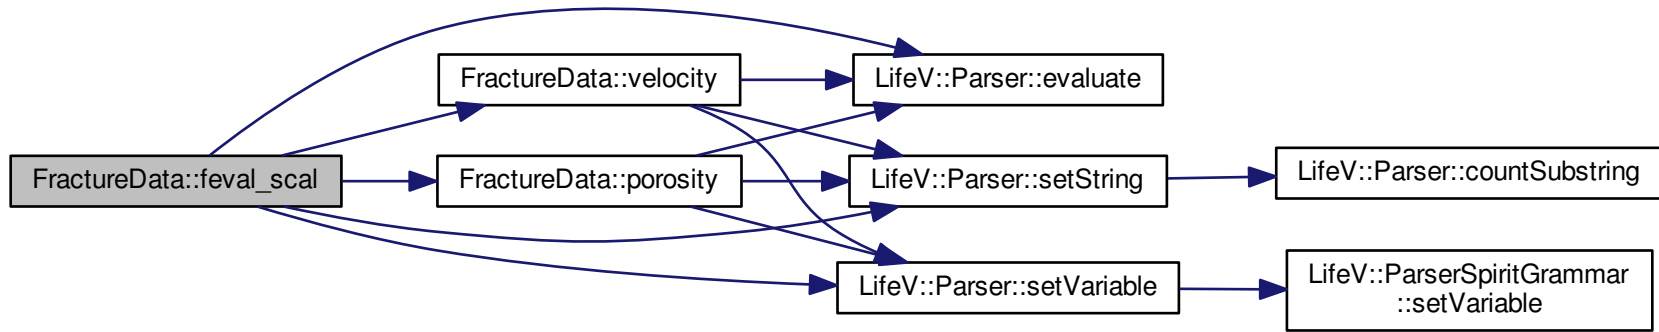 FractureData::feval_scal
FractureData::velocity
FractureData::porosity
LifeV::Parser::evaluate
LifeV::Parser::setString
LifeV::Parser::setVariable
LifeV::Parser::countSubstring
LifeV::ParserSpiritGrammar
::setVariable